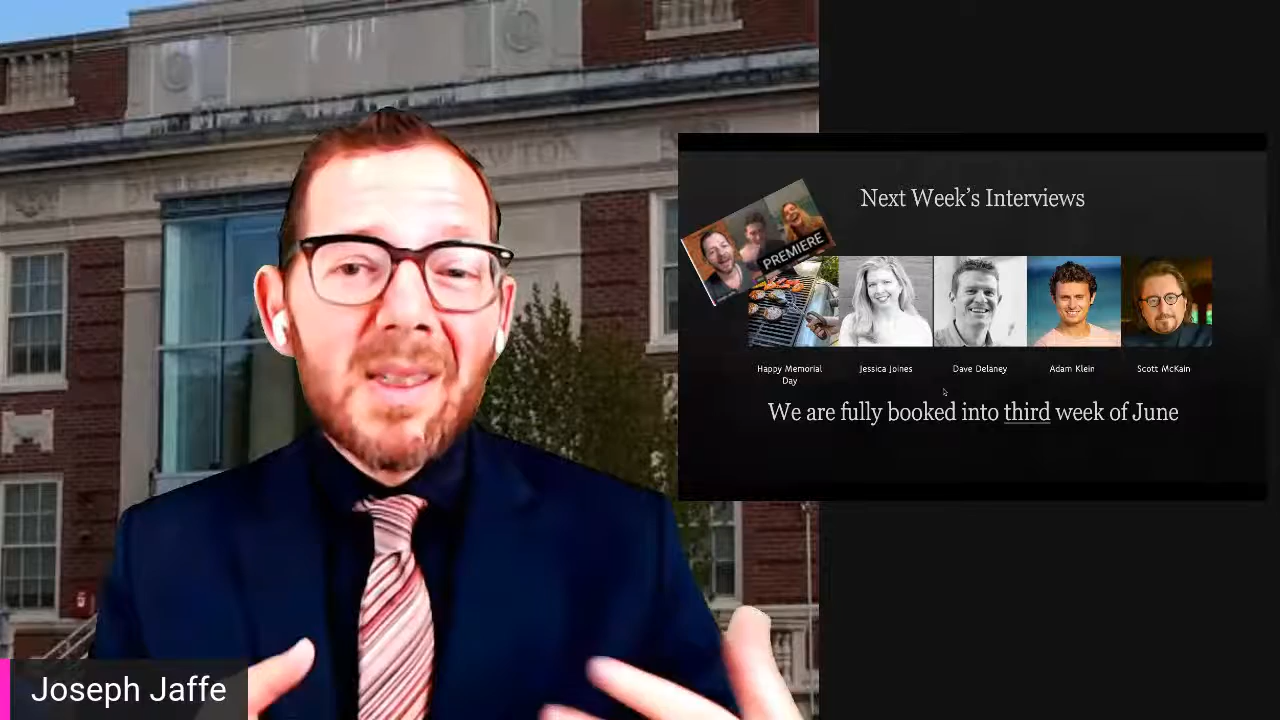 Next Week's Interviews
PREMIERE
Happy Memorial
Day
Jessica Joines
Dave Delaney
Adam Klein
Scott McKain
We are fully booked into third week of June
Joseph Jaffe